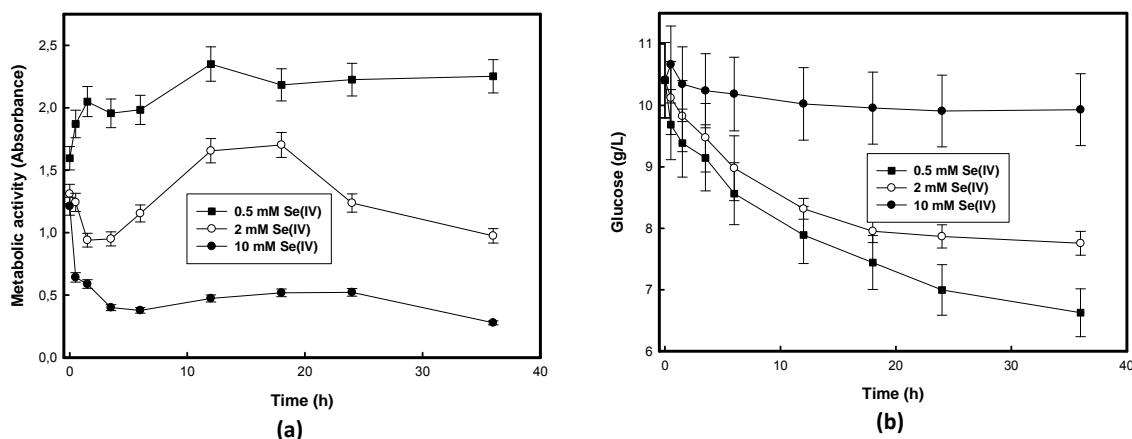 2,5
2,0
1,5
1,0
0,5
0,0
Metabolic activity (Absorbance)
0.5 mM Se(IV)
2 mM Se(IV)
10 mM Se(IV)
0 10 20 30 40
Time (h)
(a)
11
10
9
8
7
6
Glucose (g/L)
0.5 mM Se(IV)
2 mM Se(IV)
10 mM Se(IV)
0 10 20 30 40
Time (h)
(b)